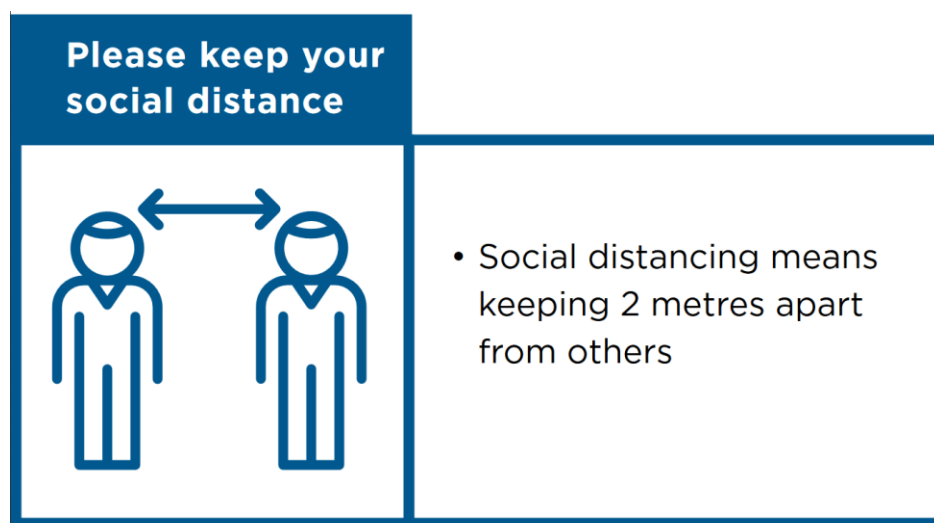 Please keep your
social distance
• Social distancing means
keeping 2 metres apart
from others